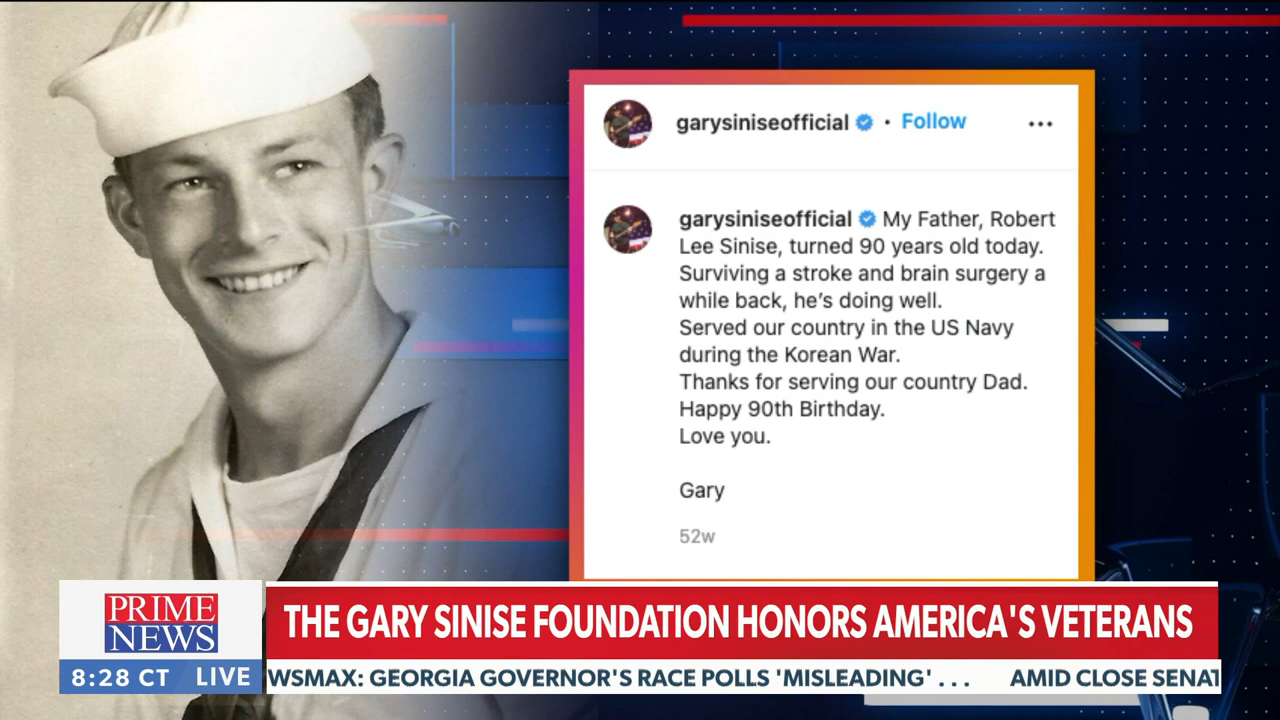 garysiniseofficial • Follow ...
garysiniseofficial My Father, Robert
Lee Sinise, turned 90 years old today.
Surviving a stroke and brain surgery a
while back, he's doing well.
Served our country in the US Navy
during the Korean War.
Thanks for serving our country Dad.
Happy 90th Birthday.
Love you.
Gary
52w
PRIME
NEWS
THE GARY SINISE FOUNDATION HONORS AMERICA'S VETERANS
8:28 CT LIVE
WSMAX: GEORGIA GOVERNOR'S RACE POLLS 'MISLEADING' . . . AMID CLOSE SENAT